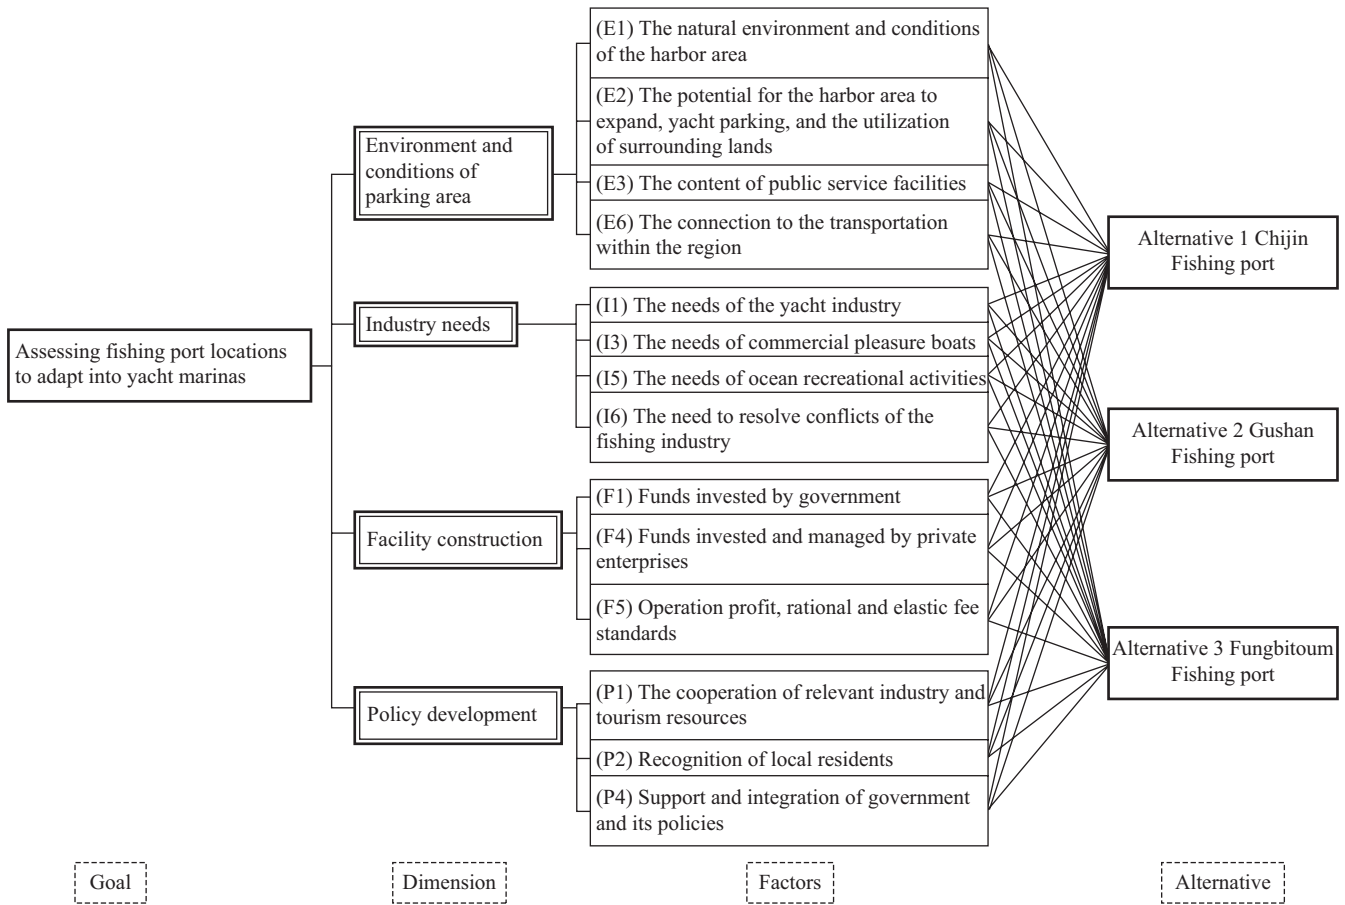 Assessing fishing port locations
to adapt into yacht marinas
Environment and
conditions of
parking area
Industry needs
Facility construction
Policy development
(E1) The natural environment and conditions
of the harbor area
(E2) The potential for the harbor area to
expand, yacht parking, and the utilization
of surrounding lands
(E3) The content of public service facilities
(E6) The connection to the transportation
within the region
(I1) The needs of the yacht industry
(I3) The needs of commercial pleasure boats
(I5) The needs of ocean recreational activities
(I6) The need to resolve conflicts of the
fishing industry
(F1) Funds invested by government
(F4) Funds invested and managed by private
enterprises
(F5) Operation profit, rational and elastic fee
standards
(P1) The cooperation of relevant industry and
tourism resources
(P2) Recognition of local residents
(P4) Support and integration of government
and its policies
Alternative 1 Chijin
Fishing port
Alternative 2 Gushan
Fishing port
Alternative 3 Fungbitoum
Fishing port
Goal
Dimension
Factors
Alternative